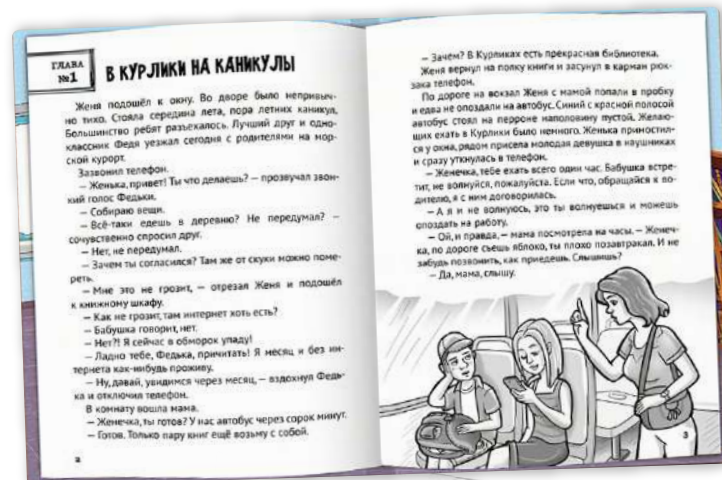 ГЛАВА
№1
В КУРЛИКИ НА КАНИКУЛЫ
Женя подошёл к окну. Во дворе было непривыч-
но тихо. Стояла середина лета, пора летних каникул.
Большинство ребят разъехалось. Лучший друг и одно-
классник Федя уезжал сегодня с родителями на мор-
ской курорт.
Зазвонил телефон.
– Женька, привет! Ты что делаешь? – прозвучал звон-
кий голос Федьки.
– Собираю вещи.
– Всё-таки едешь в деревню? Не передумал? –
сочувственно спросил друг.
– Нет, не передумал.
– Зачем ты согласился? Там же от скуки можно поме-
реть.
– Мне это не грозит, – отрезал Женя и подошёл
к книжному шкафу.
– Как не грозит, там интернет хоть есть?
– Бабушка говорит, нет.
– Нет?! Я сейчас в обморок упаду!
– Ладно тебе, Федька, причитать! Я месяц и без ин-
тернета как-нибудь проживу.
– Ну, давай, увидимся через месяц, – вздохнул Федь-
ка и отключил телефон.
В комнату вошла мама.
– Женечка, ты готов? У нас автобус через сорок минут.
– Готов. Только пару книг ещё возьму с собой.
2
– Зачем? В Курликах есть прекрасная библиотека.
Женя вернул на полку книги и засунул в карман рюк-
зака телефон.
По дороге на вокзал Женя с мамой попали в пробку
и едва не опоздали на автобус. Синий с красной полосой
автобус стоял на перроне наполовину пустой. Желаю-
щих ехать в Курлики было немного. Женька примостил-
ся у окна, рядом присела молодая девушка в наушниках
и сразу уткнулась в телефон.
– Женечка, тебе ехать всего один час. Бабушка встре-
тит, не волнуйся, пожалуйста. Если что, обращайся к во-
дителю, я с ним договорилась.
– А я и не волнуюсь, это ты волнуешься и можешь
опоздать на работу.
– Ой, и правда, – мама посмотрела на часы. – Женеч-
ка, по дороге съешь яблоко, ты плохо позавтракал. И не
забудь позвонить, как приедешь. Слышишь?
– Да, мама, слышу.
3